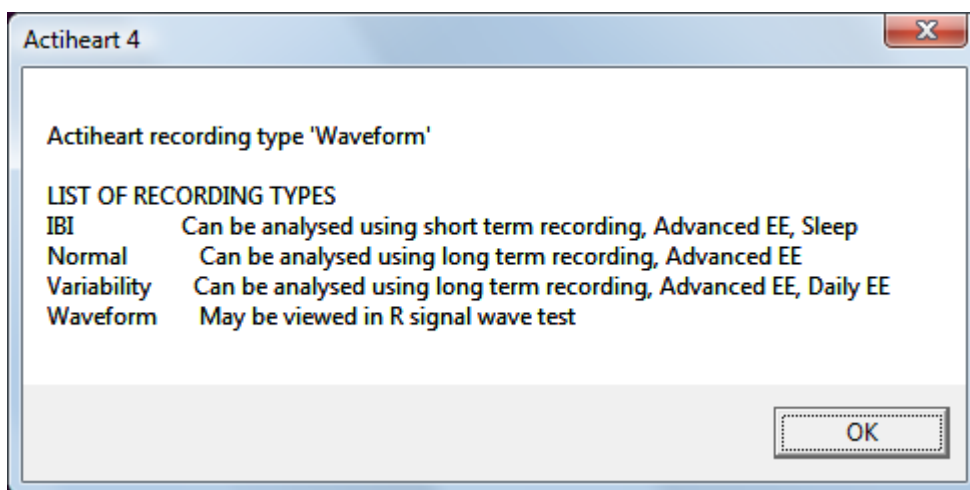 Actiheart 4
Actiheart recording type 'Waveform'
LIST OF RECORDING TYPES
IBI Can be analysed using short term recording, Advanced EE, Sleep
Normal Can be analysed using long term recording, Advanced EE
Variability Can be analysed using long term recording, Advanced EE, Daily EE
Waveform May be viewed in R signal wave test
OK